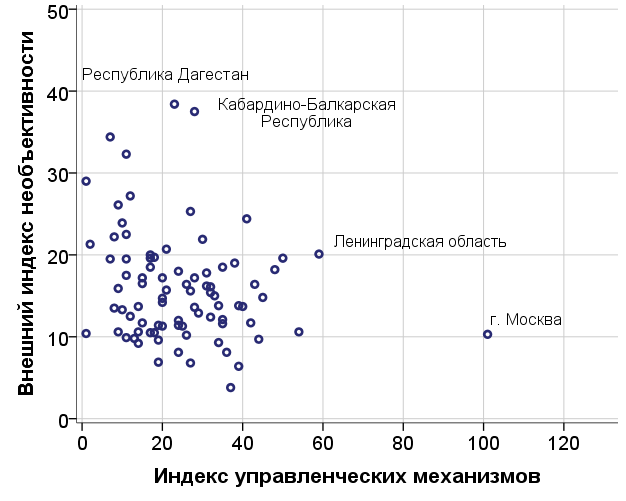 50
Республика Дагестан
40
Кабардино-Балкарская
Республика
30
Ленинградская область
20
г. Москва
10
0
0 20 40 60 80 100 120
Внешний индекс необъективности
Индекс управленческих механизмов